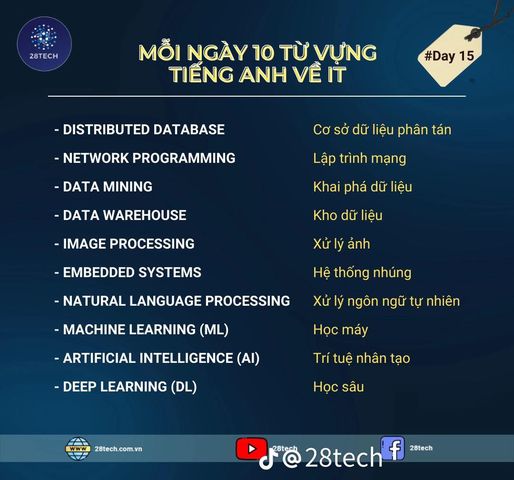 28TECH
MỖI NGÀY 10 TỪ VỰNG
TIẾNG ANH VỀ IT
#Day 15
- DISTRIBUTED DATABASE Cơ sở dữ liệu phân tán
- NETWORK PROGRAMMING Lập trình mạng
- DATA MINING Khai phá dữ liệu
- DATA WAREHOUSE Kho dữ liệu
- IMAGE PROCESSING Xử lý ảnh
- EMBEDDED SYSTEMS Hệ thống nhúng
- NATURAL LANGUAGE PROCESSING Xử lý ngôn ngữ tự nhiên
- MACHINE LEARNING (ML) Học máy
- ARTIFICIAL INTELLIGENCE (AI) Trí tuệ nhân tạo
- DEEP LEARNING (DL) Học sâu
www 28tech.com.vn 28tech 28tech
@28tech